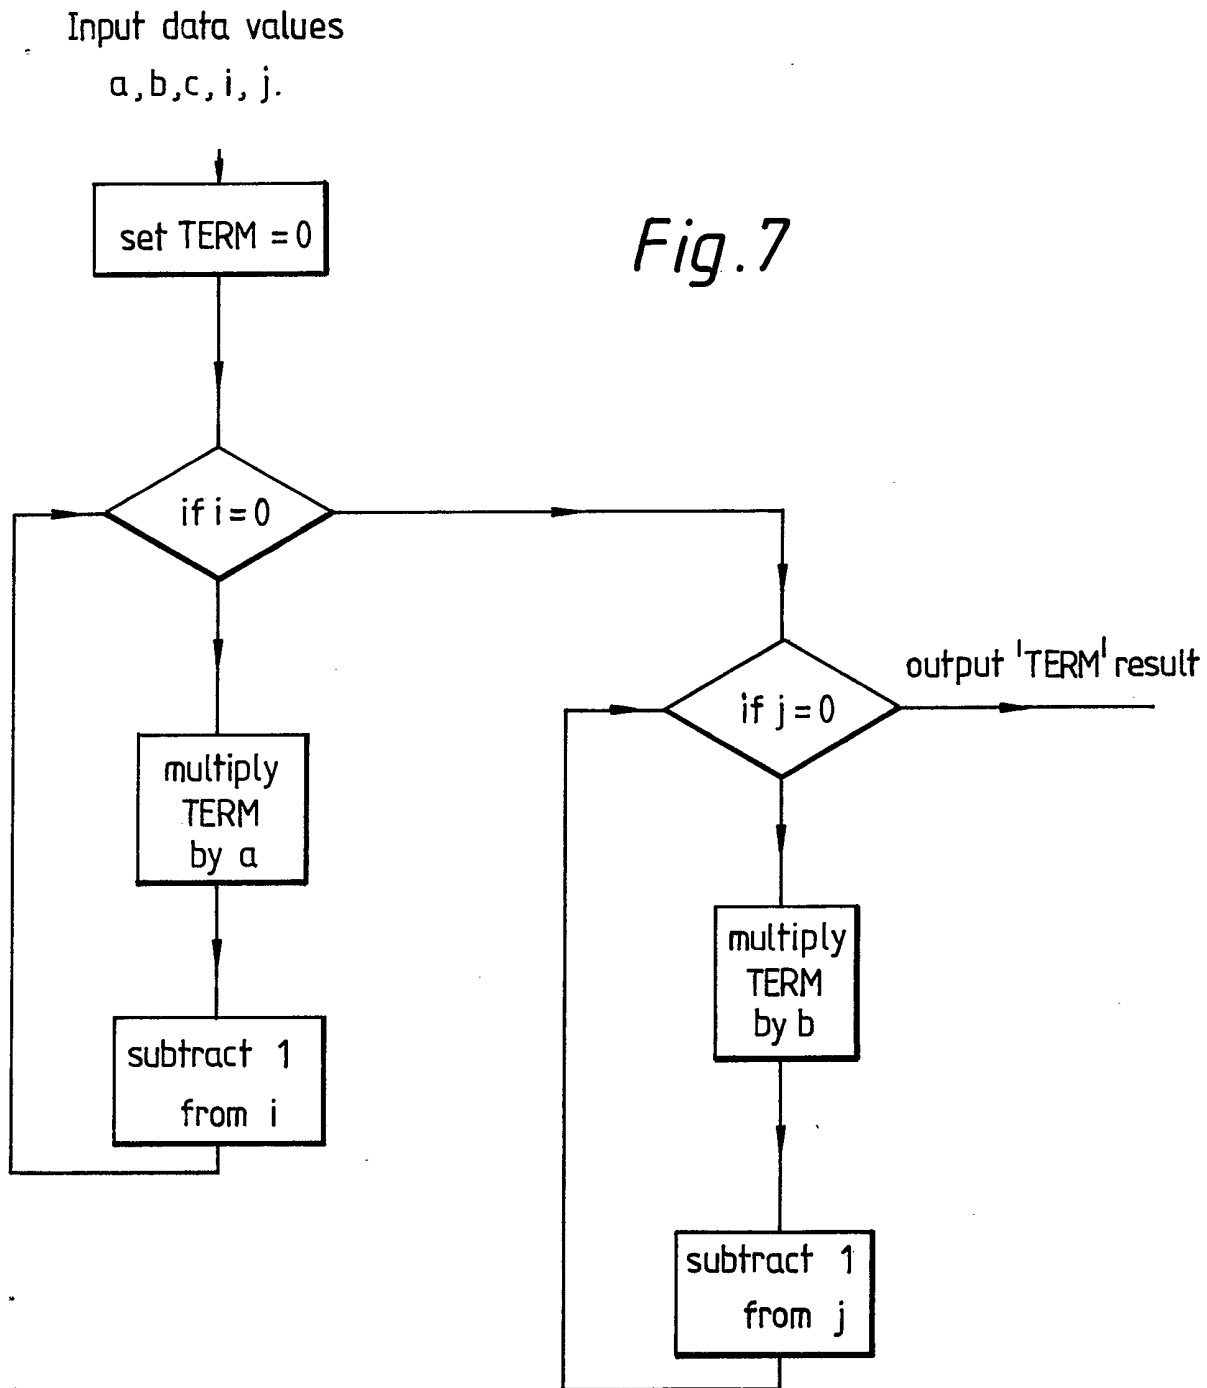 Input data values
a,b,c, i, j.
set TERM = 0
Fig.7
if i = 0
multiply
TERM
by a
subtract 1
from i
if j = 0
output 'TERM' result
multiply
TERM
by b
subtract 1
from j